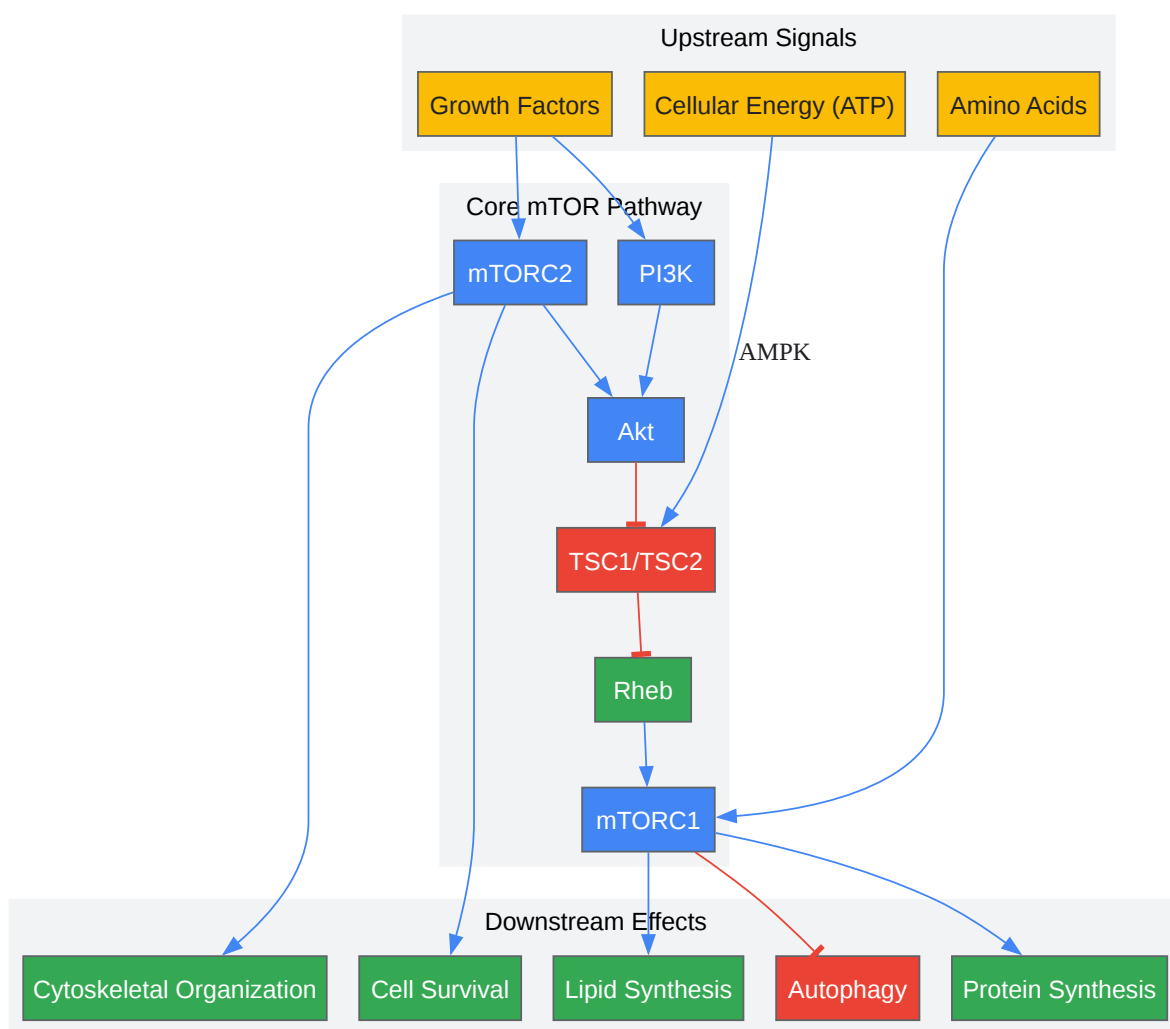 Upstream Signals
Growth Factors
Cellular Energy (ATP)
Amino Acids
Core mTOR Pathway
mTORC2
PI3K
AMPK
Akt
TSC1/TSC2
Rheb
mTORC1
Downstream Effects
Cytoskeletal Organization
Cell Survival
Lipid Synthesis
Autophagy
Protein Synthesis